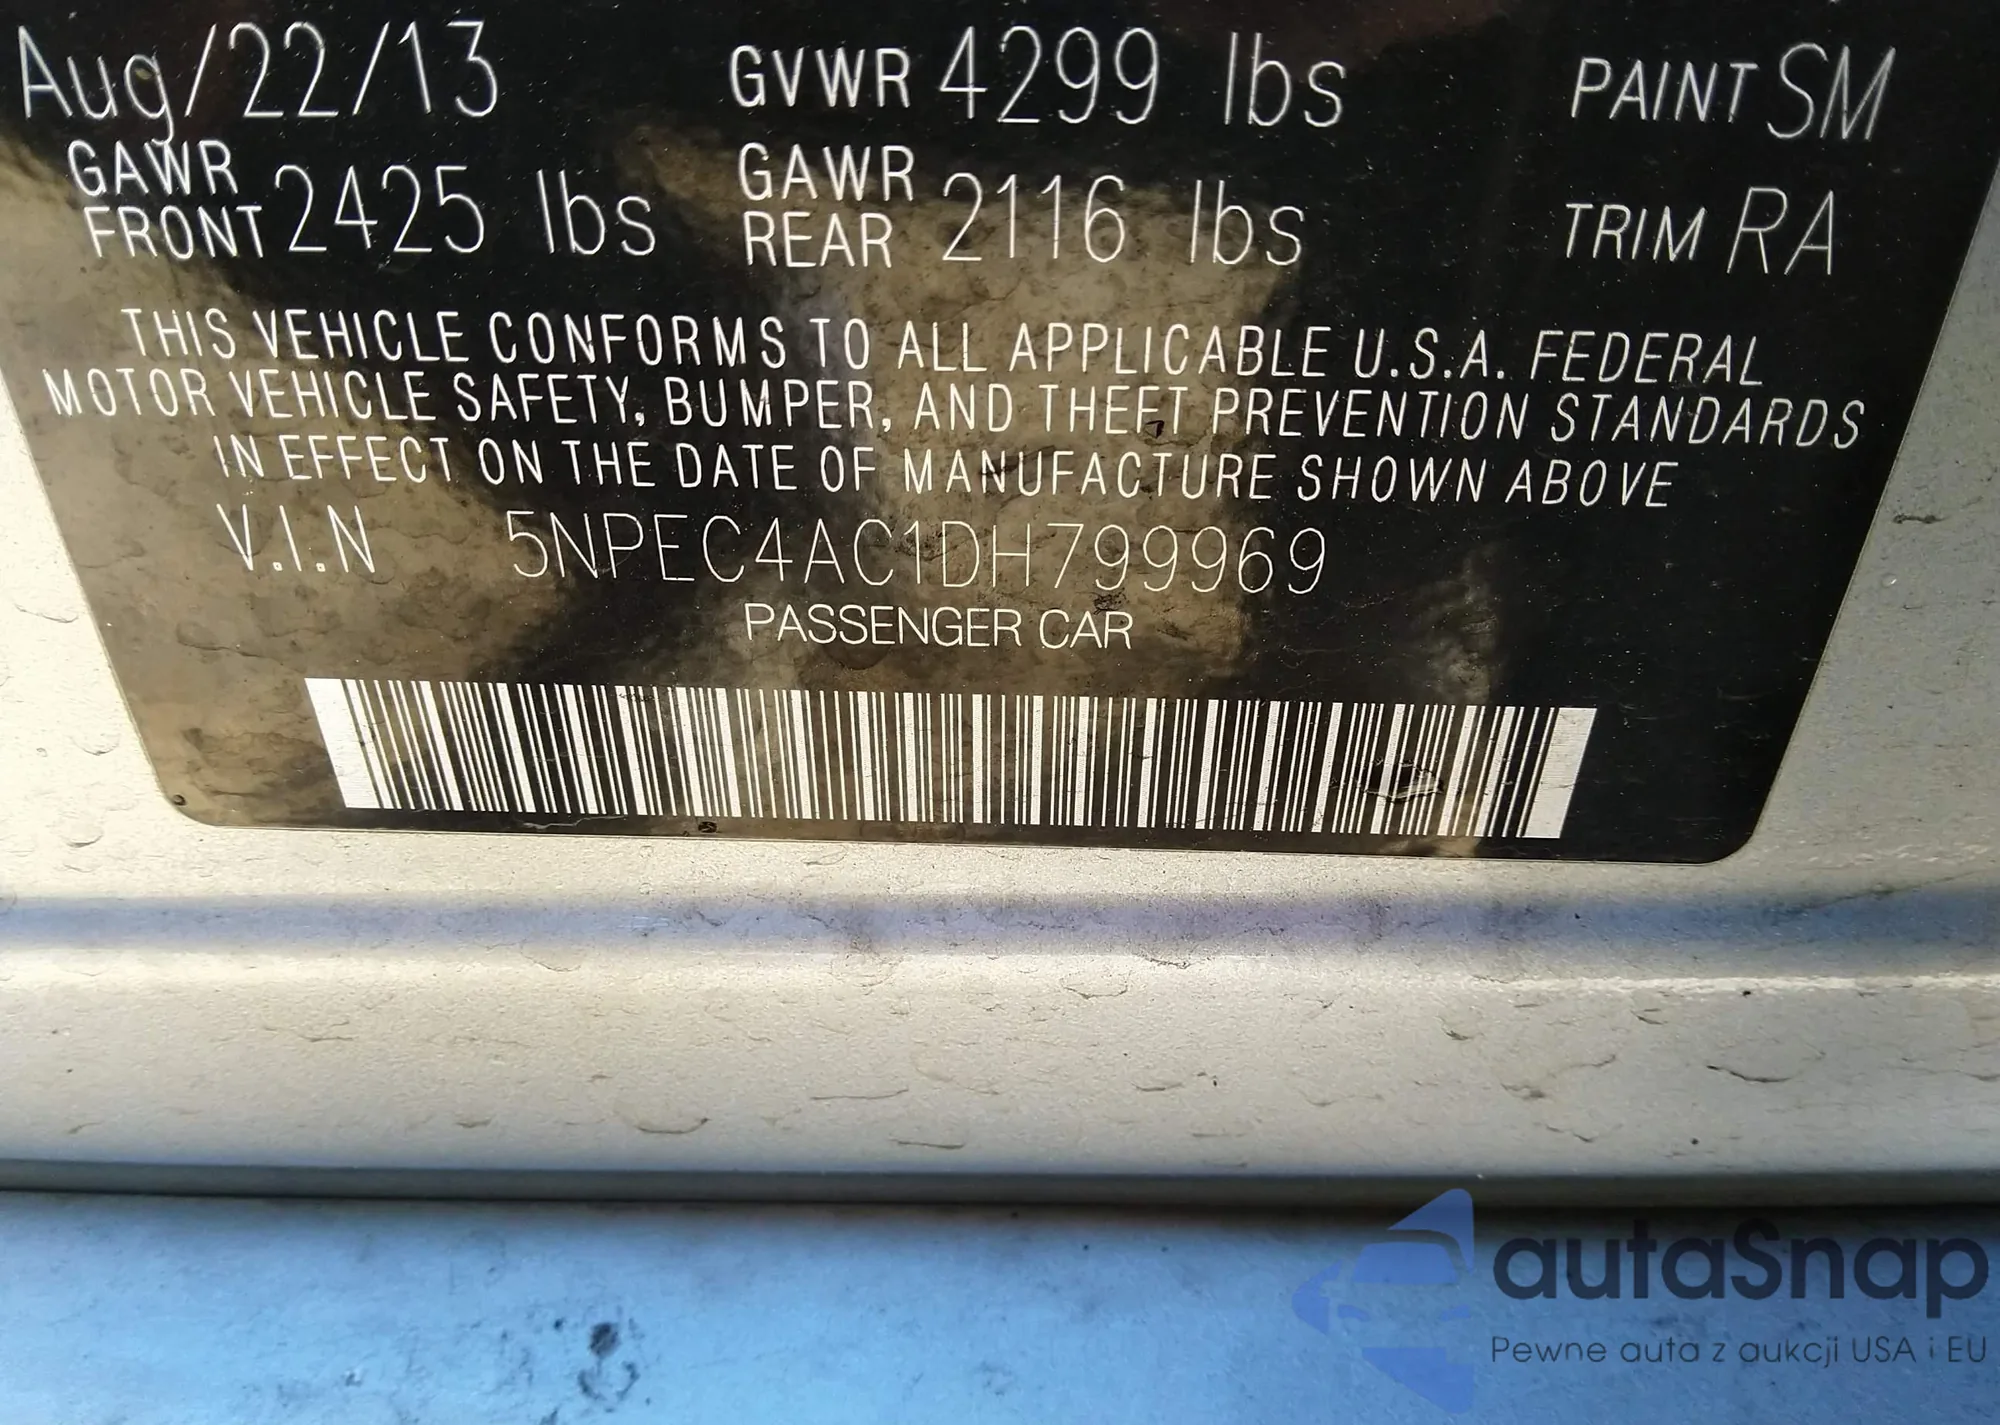 Aug/22/13 GVWR 4299 lbs PAINT SM
GAWR FRONT 2425 lbs GAWR REAR 2116 lbs TRIM RA
THIS VEHICLE CONFORMS TO ALL APPLICABLE U.S.A. FEDERAL
MOTOR VEHICLE SAFETY, BUMPER, AND THEFT PREVENTION STANDARDS
IN EFFECT ON THE DATE OF MANUFACTURE SHOWN ABOVE
V.I.N 5NPEC4AC1DH799969
PASSENGER CAR
autaSnap
Pewne auta z aukcji USA i EU